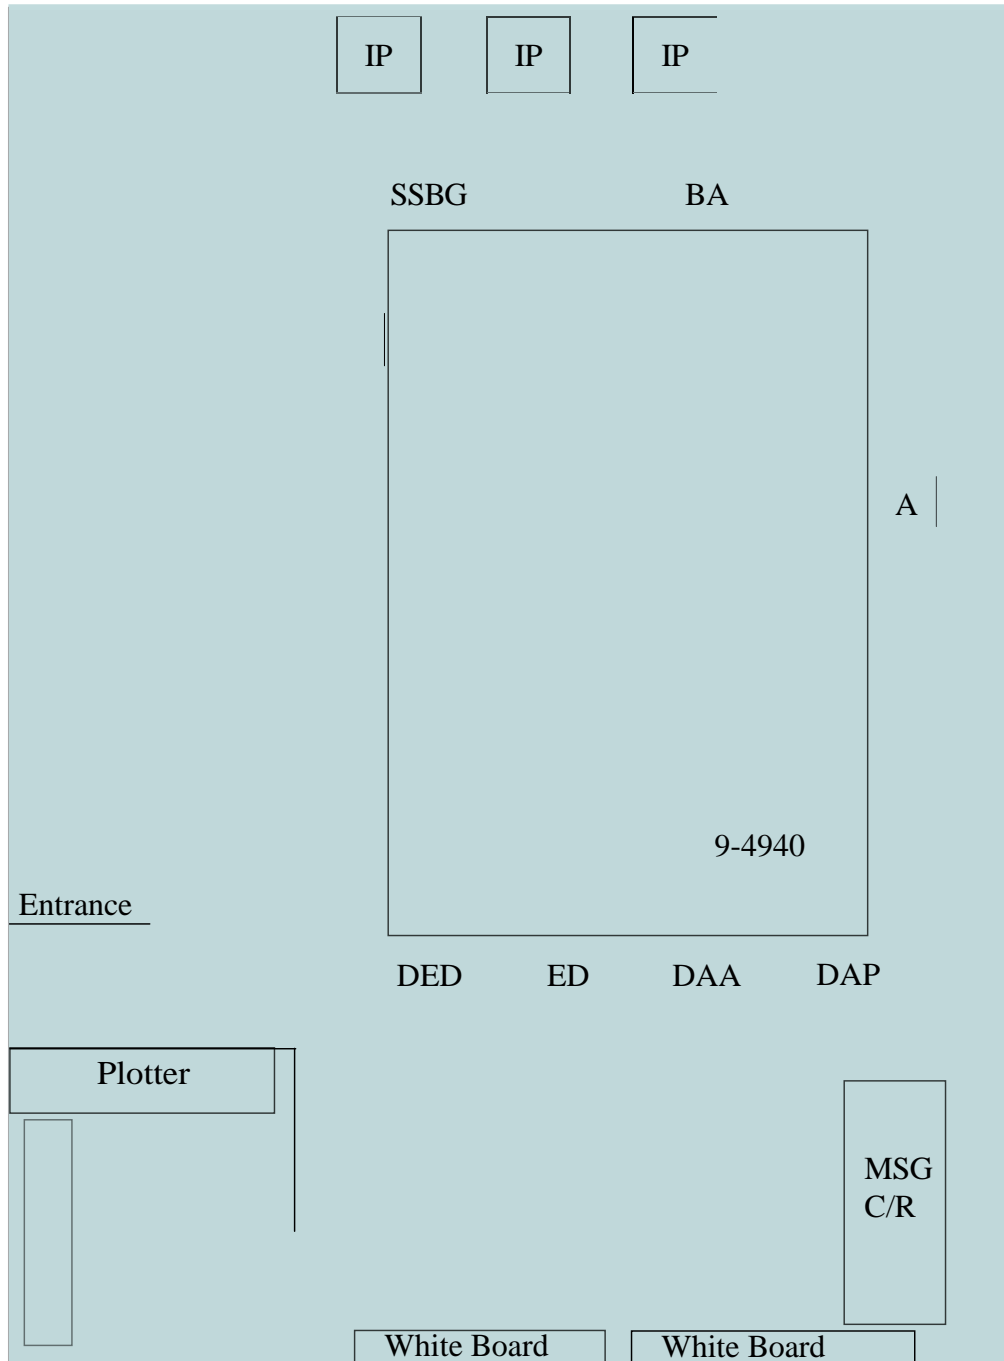 IP IP IP
SSBG BA
A
9-4940
Entrance
DED ED DAA DAP
Plotter
MSG
C/R
White Board White Board